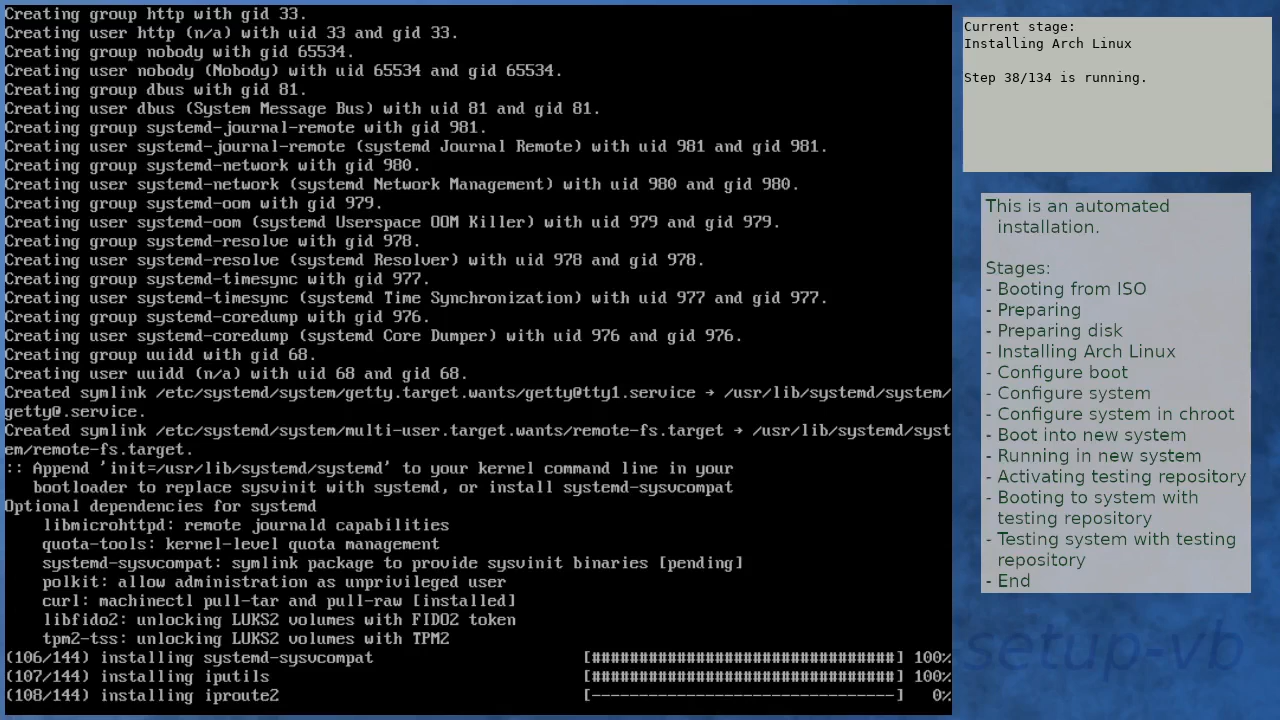 Creating group http with gid 33.
Creating user http (n/a) with uid 33 and gid 33.
Creating group nobody with gid 65534.
Creating user nobody (Nobody) with uid 65534 and gid 65534.
Creating group dbus with gid 81.
Creating user dbus (System Message Bus) with uid 81 and gid 81.
Creating group systemd-journal-remote with gid 981.
Creating user systemd-journal-remote (systemd Journal Remote) with uid 981 and gid 981.
Creating group systemd-network with gid 980.
Creating user systemd-network (systemd Network Management) with uid 980 and gid 980.
Creating group systemd-oom with gid 979.
Creating user systemd-oom (systemd Userspace OOM Killer) with uid 979 and gid 979.
Creating group systemd-resolve with gid 978.
Creating user systemd-resolve (systemd Resolver) with uid 978 and gid 978.
Creating group systemd-timesync with gid 977.
Creating user systemd-timesync (systemd Time Synchronization) with uid 977 and gid 977.
Creating group systemd-coredump with gid 976.
Creating user systemd-coredump (systemd Core Dumper) with uid 976 and gid 976.
Creating group uuidd with gid 68.
Creating user uuidd (n/a) with uid 68 and gid 68.
Created symlink /etc/systemd/system/getty.target.wants/getty@tty1.service → /usr/lib/systemd/system/
getty@.service.
Created symlink /etc/systemd/system/multi-user.target.wants/remote-fs.target → /usr/lib/systemd/syst
em/remote-fs.target.
:: Append 'init=/usr/lib/systemd/systemd' to your kernel command line in your
   bootloader to replace sysvinit with systemd, or install systemd-sysvcompat
Optional dependencies for systemd
    libmicrohttpd: remote journald capabilities
    quota-tools: kernel-level quota management
    systemd-sysvcompat: symlink package to provide sysvinit binaries [pending]
    polkit: allow administration as unprivileged user
    curl: machinectl pull-tar and pull-raw [installed]
    libfido2: unlocking LUKS2 volumes with FIDO2 token
    tpm2-tss: unlocking LUKS2 volumes with TPM2
(106/144) installing systemd-sysvcompat [################################] 100%
(107/144) installing iputils [################################] 100%
(108/144) installing iproute2 [--------------------------------] 0%
Current stage:
Installing Arch Linux
Step 38/134 is running.
This is an automated
installation.
Stages:
- Booting from ISO
- Preparing
- Preparing disk
- Installing Arch Linux
- Configure boot
- Configure system
- Configure system in chroot
- Boot into new system
- Running in new system
- Activating testing repository
- Booting to system with
testing repository
- Testing system with testing
repository
- End
setup-vb